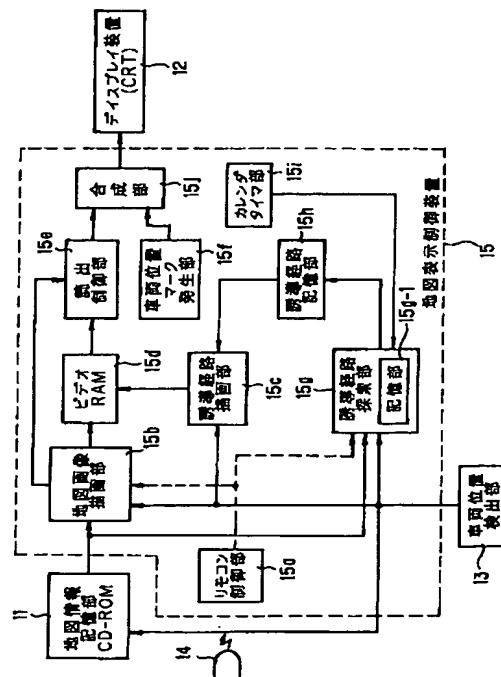 11
地図情報
記憶部
CD-ROM
14
13
車両位置
検出部
リモコン
制御部
15a
地図画像
描画部
15b
ビデオ
RAM
15d
読出
制御部
15e
合成部
15j
ディスプレイ装置
(CRT)
12
車両位置
マーク
発生部
15f
誘導経路
描画部
15c
誘導経路
記憶部
15h
カレンダ
タイマ部
15i
誘導経路
探索部
15g
記憶部
15g-1
地図表示制御装置
15